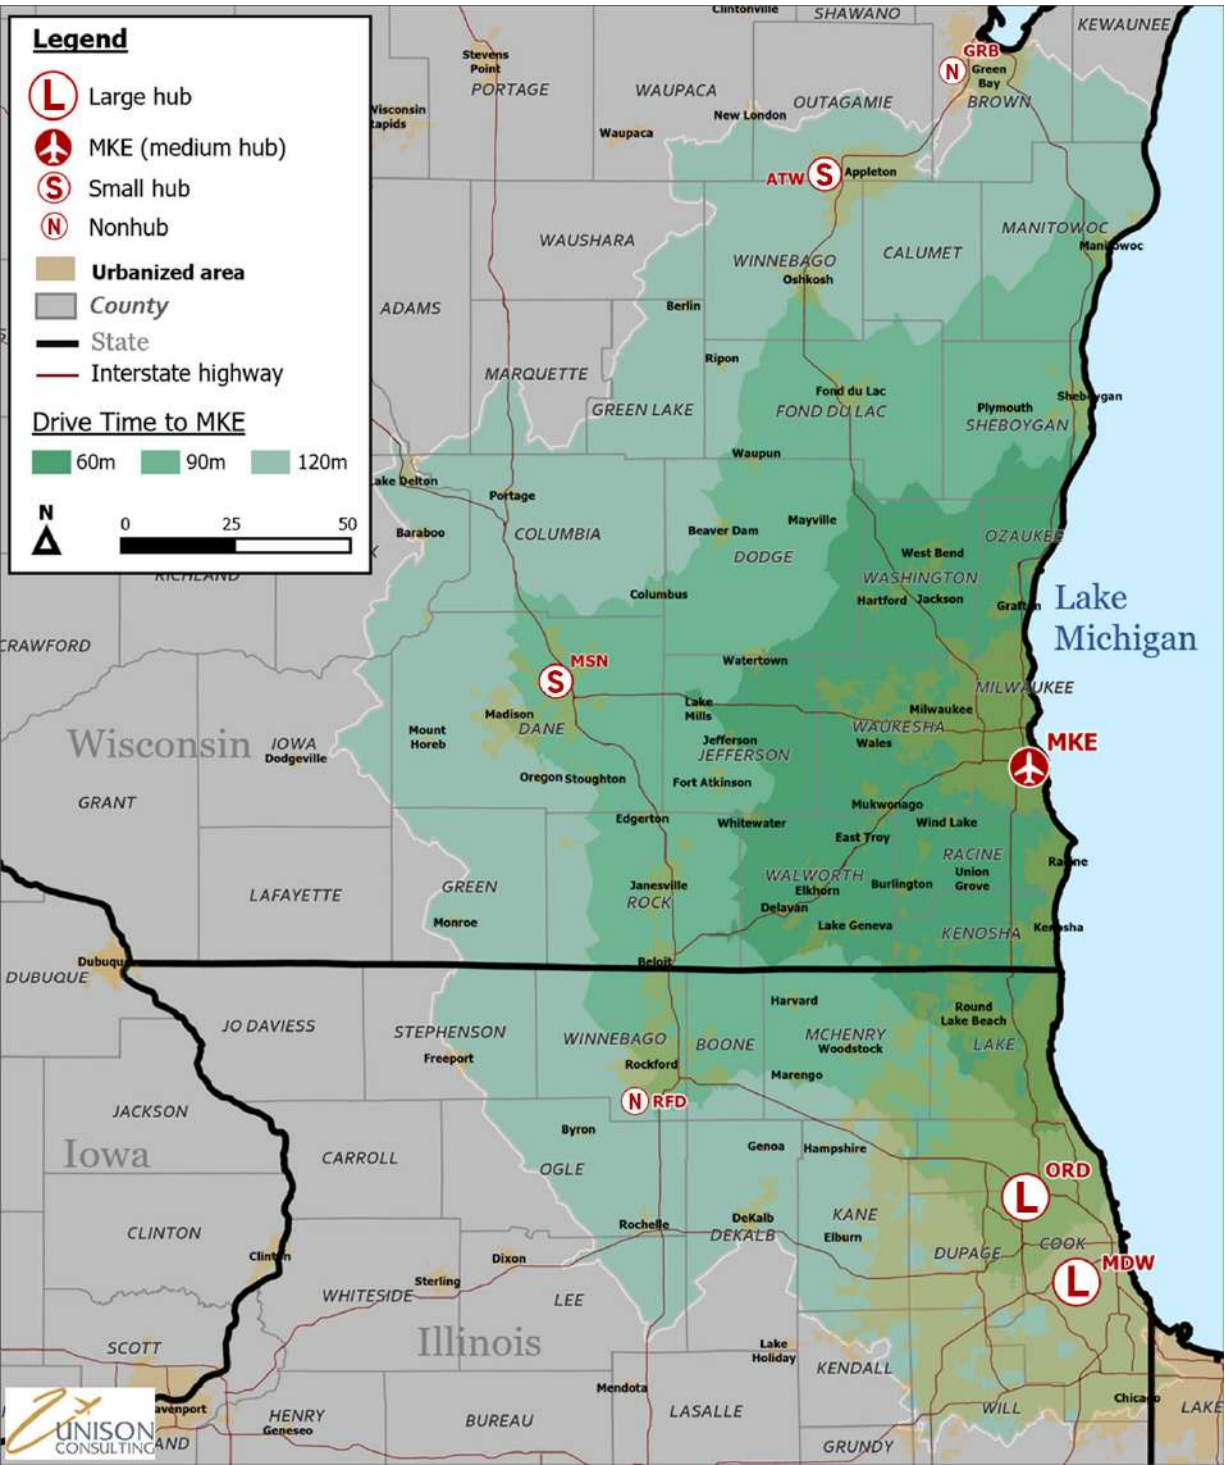 Legend
L Large hub
MKE (medium hub)
S Small hub
N Nonhub
Urbanized area
County
State
Interstate highway
Drive Time to MKE
60m 90m 120m
N
0 25 50
Clintonville
SHAWANO
KEWAUNEE
Stevens
Point
PORTAGE
WAUPACA
New London
OUTAGAMIE
GRB
N
Green
Bay
BROWN
Wisconsin
Rapids
Waupaca
ATW
S
Appleton
WAUSHARA
WINNEBAGO
Oshkosh
CALUMET
MANITOWOC
Manitowoc
ADAMS
Berlin
MARQUETTE
Ripon
GREEN LAKE
Fond du Lac
FOND DU LAC
Plymouth
SHEBOYGAN
Sheboygan
Waupun
Lake Delton
Portage
Baraboo
COLUMBIA
Beaver Dam
Mayville
DODGE
OZAUKEE
West Bend
WASHINGTON
Hartford
Jackson
Grafton
Lake
Michigan
RICHLAND
K
Columbus
CRAWFORD
MSN
S
Watertown
MILWAUKEE
Milwaukee
Madison
DANE
Lake
Mills
WAUKESHA
Wales
MKE
Wisconsin
IOWA
Dodgeville
Mount
Horeb
Jefferson
JEFFERSON
Oregon
Stoughton
Fort Atkinson
GRANT
Edgerton
Whitewater
Mukwonago
Wind Lake
East Troy
RACINE
Racine
Union
Grove
LAFAYETTE
GREEN
Monroe
Janesville
ROCK
WALWORTH
Elkhorn
Burlington
Delavan
Lake Geneva
KENOSHA
Kenosha
Beloit
Dubuque
DUBUQUE
JO DAVIESS
STEPHENSON
Freeport
WINNEBAGO
Rockford
BOONE
Harvard
MCHENRY
Woodstock
Marengo
Round
Lake Beach
LAKE
N
RFD
JACKSON
Iowa
CARROLL
Byron
OGLE
Genoa
Hampshire
ORD
L
CLINTON
Clinton
Rochelle
DeKalb
DEKALB
KANE
Elburn
DUPAGE
COOK
MDW
L
Dixon
Sterling
WHITESIDE
LEE
SCOTT
Illinois
Lake
Holiday
KENDALL
Mendota
Davenport
HENRY
Geneseo
BUREAU
LASALLE
WILL
Chicago
LAKE
GRUNDY
LAND
UNISON
CONSULTING